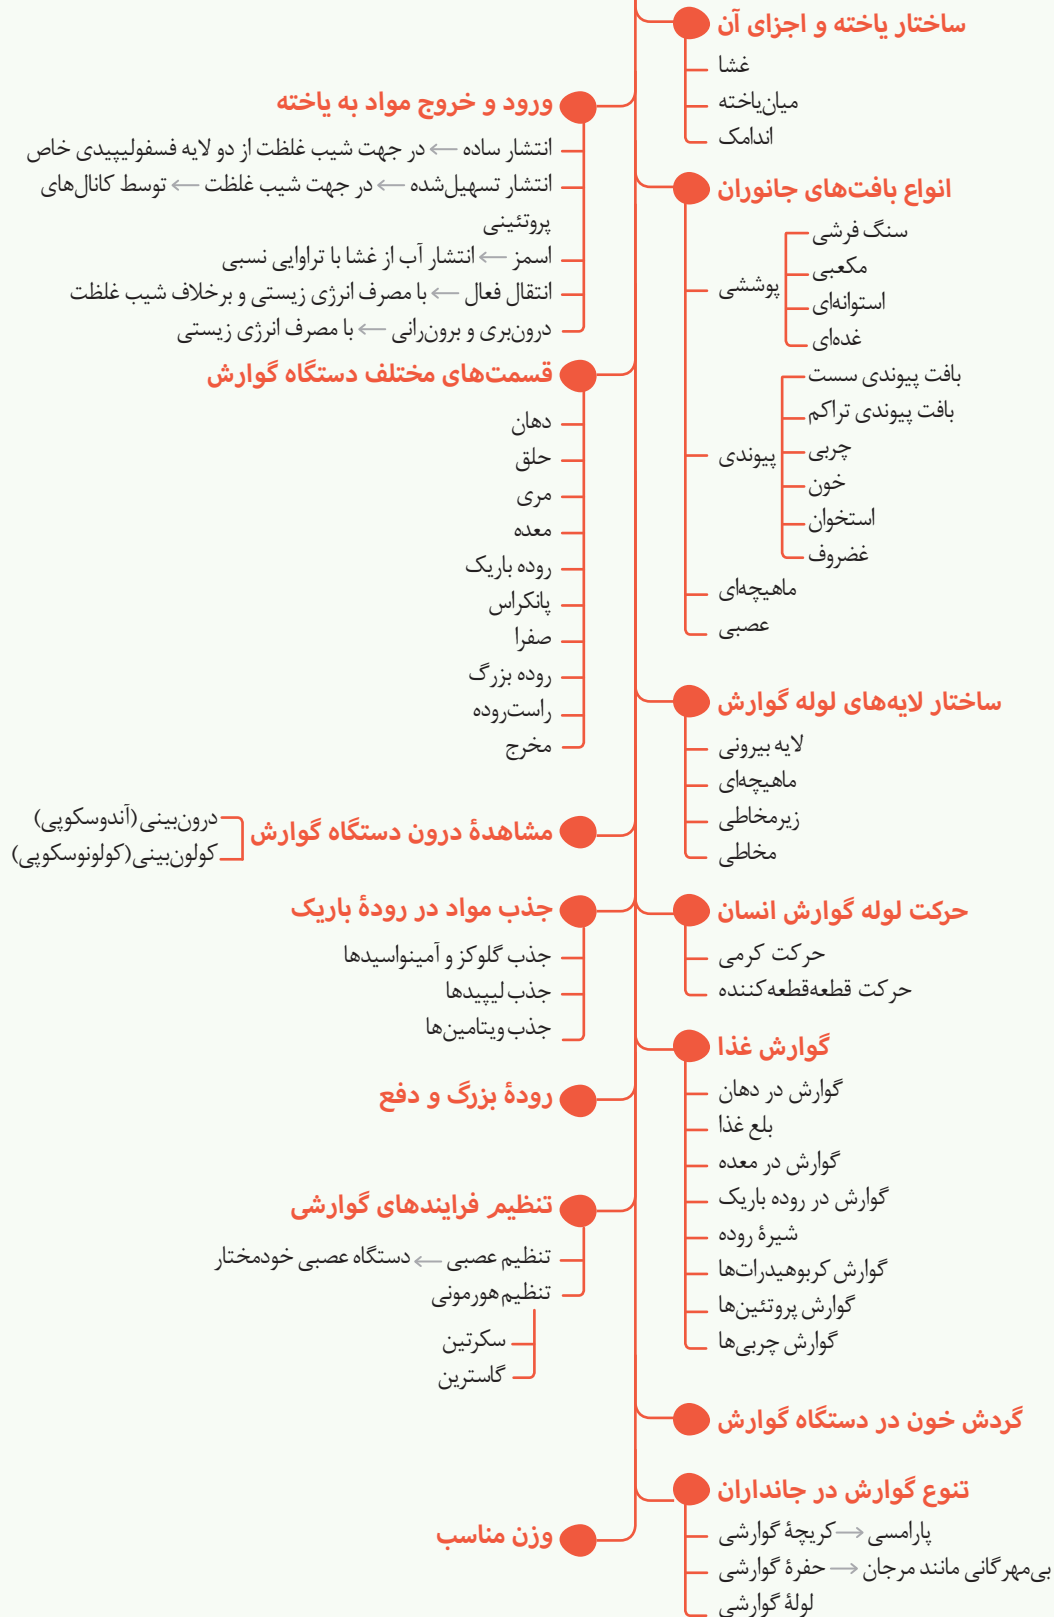 ساختار یاخته و اجزای آن
غشا
میان‌یاخته
اندامک
ورود و خروج مواد به یاخته
انتشار ساده ← در جهت شیب غلظت از دو لایه فسفولیپیدی خاص
انتشار تسهیل‌شده ← در جهت شیب غلظت ← توسط کانال‌های
پروتئینی
اسمز ← انتشار آب از غشا با تراوایی نسبی
انتقال فعال ← با مصرف انرژی زیستی و برخلاف شیب غلظت
درون‌بری و برون‌رانی ← با مصرف انرژی زیستی
انواع بافت‌های جانوران
پوششی
سنگ فرشی
مکعبی
استوانه‌ای
غده‌ای
پیوندی
بافت پیوندی سست
بافت پیوندی تراکم
چربی
خون
استخوان
غضروف
ماهیچه‌ای
عصبی
قسمت‌های مختلف دستگاه گوارش
دهان
حلق
مری
معده
روده باریک
پانکراس
صفرا
روده بزرگ
راست‌روده
مخرج
ساختار لایه‌های لوله گوارش
لایه بیرونی
ماهیچه‌ای
زیرمخاطی
مخاطی
مشاهدهٔ درون دستگاه گوارش
درون‌بینی (آندوسکوپی)
کولون‌بینی (کولونوسکوپی)
حرکت لوله گوارش انسان
حرکت کرمی
حرکت قطعه‌قطعه‌کننده
جذب مواد در رودهٔ باریک
جذب گلوکز و آمینواسیدها
جذب لیپیدها
جذب ویتامین‌ها
گوارش غذا
گوارش در دهان
بلع غذا
گوارش در معده
گوارش در روده باریک
شیرهٔ روده
گوارش کربوهیدرات‌ها
گوارش پروتئین‌ها
گوارش چربی‌ها
رودهٔ بزرگ و دفع
تنظیم فرایندهای گوارشی
تنظیم عصبی ← دستگاه عصبی خودمختار
تنظیم هورمونی
سکرتین
گاسترین
گردش خون در دستگاه گوارش
تنوع گوارش در جانداران
پارامسی → کریچهٔ گوارشی
بی‌مهرگانی مانند مرجان → حفرهٔ گوارشی
لولهٔ گوارشی
وزن مناسب